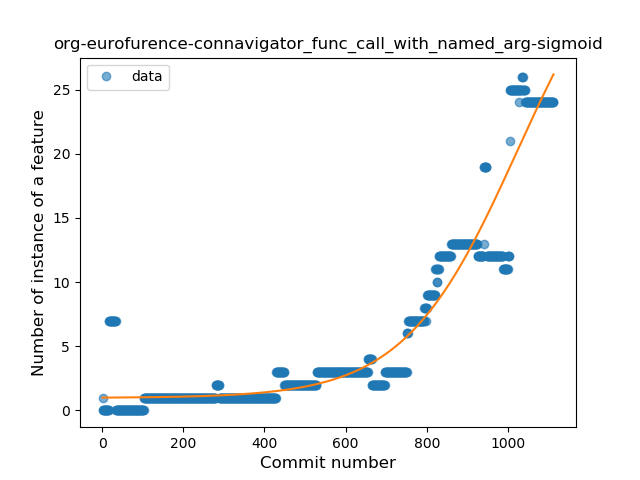 org-eurofurence-connavigator_func_call_with_named_arg-sigmoid
data
Number of instance of a feature
25
20
15
10
5
0
0 200 400 600 800 1000
Commit number